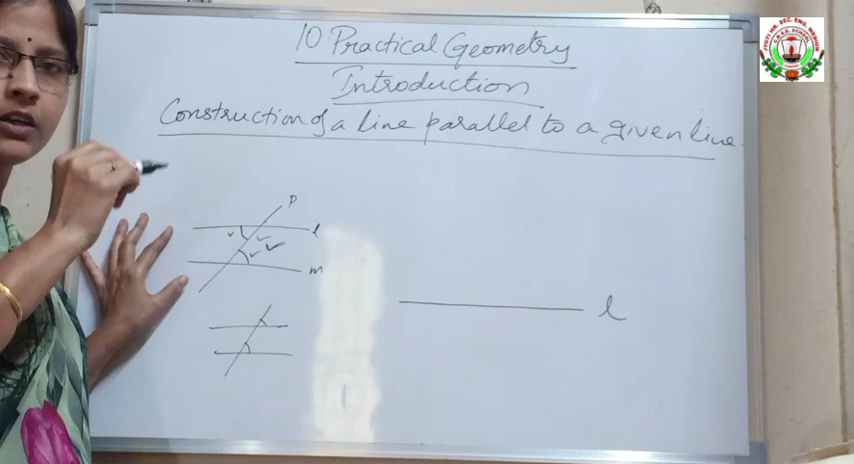 10 Practical Geometry
Introduction
Construction of a line parallel to a given line.
p
l
m
l